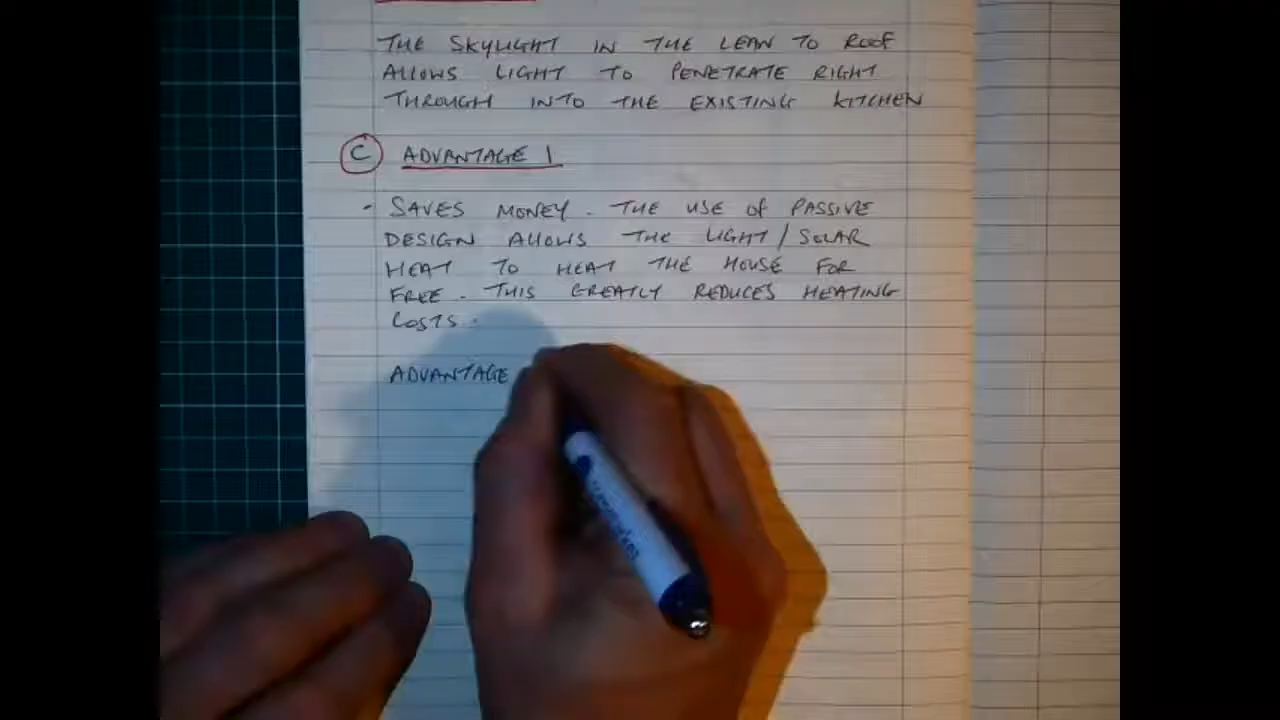 THE SKYLIGHT IN THE LEAN TO ROOF
ALLOWS LIGHT TO PENETRATE RIGHT
THROUGH INTO THE EXISTING KITCHEN
C ADVANTAGE 1
- SAVES MONEY. THE USE OF PASSIVE
DESIGN ALLOWS THE LIGHT/SOLAR
HEAT TO HEAT THE HOUSE FOR
FREE. THIS GREATLY REDUCES HEATING
COSTS.
ADVANTAGE